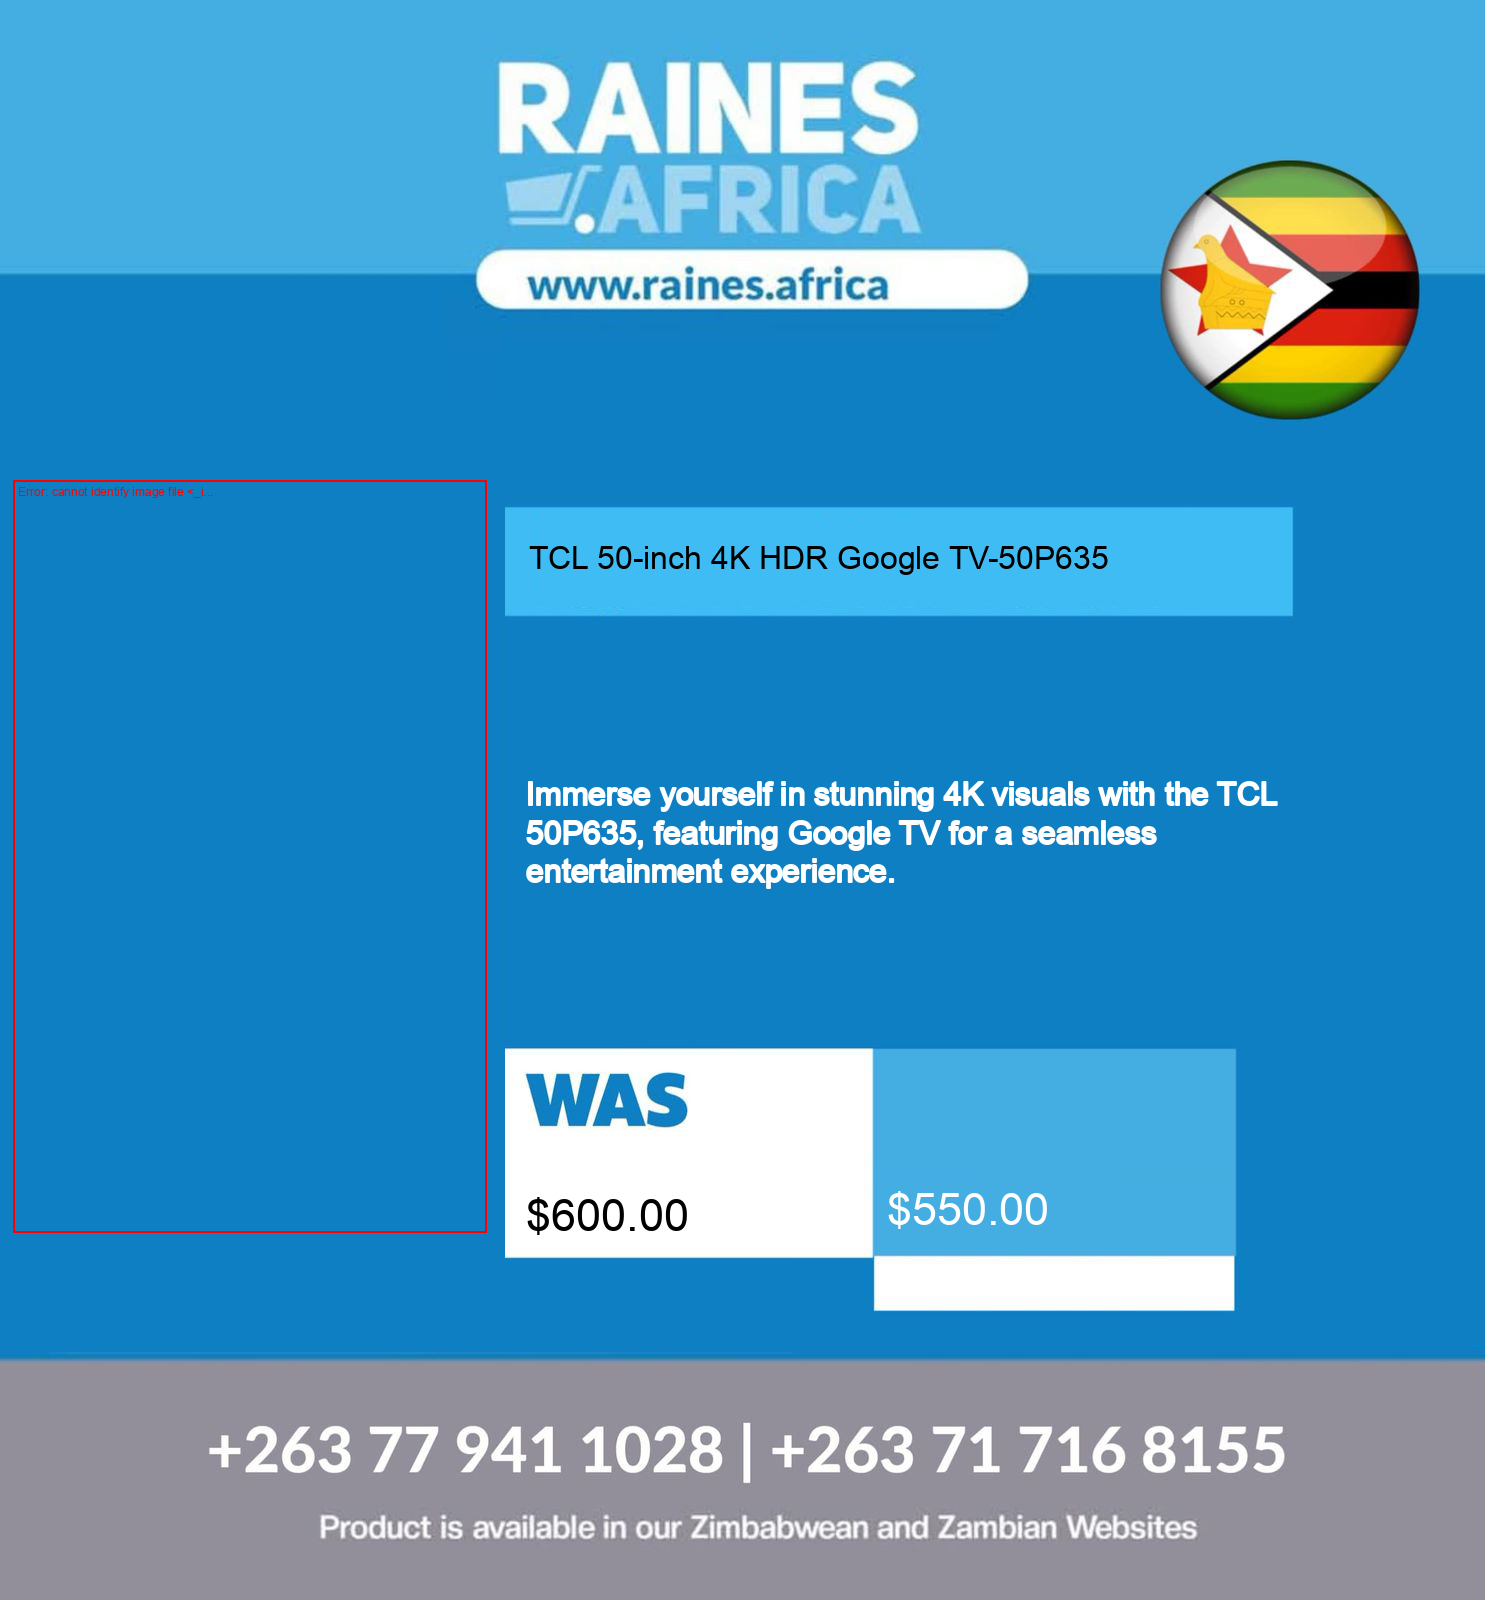 RAINES
.AFRICA
www.raines.africa
Error: cannot identify image file <_i...
TCL 50-inch 4K HDR Google TV-50P635
Immerse yourself in stunning 4K visuals with the TCL
50P635, featuring Google TV for a seamless
entertainment experience.
WAS
$600.00
$550.00
+263 77 941 1028 | +263 71 716 8155
Product is available in our Zimbabwean and Zambian Websites